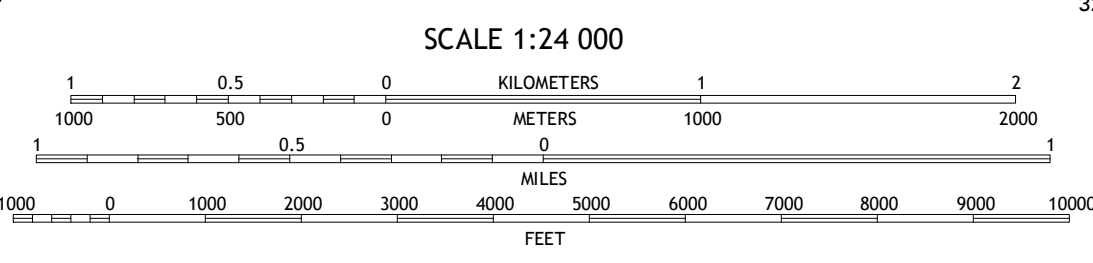 SCALE 1:24 000
1 0.5 0 KILOMETERS 1 2
1000 500 0 METERS 1000 2000
1 0.5 0 1
MILES
1000 0 1000 2000 3000 4000 5000 6000 7000 8000 9000 10000
FEET